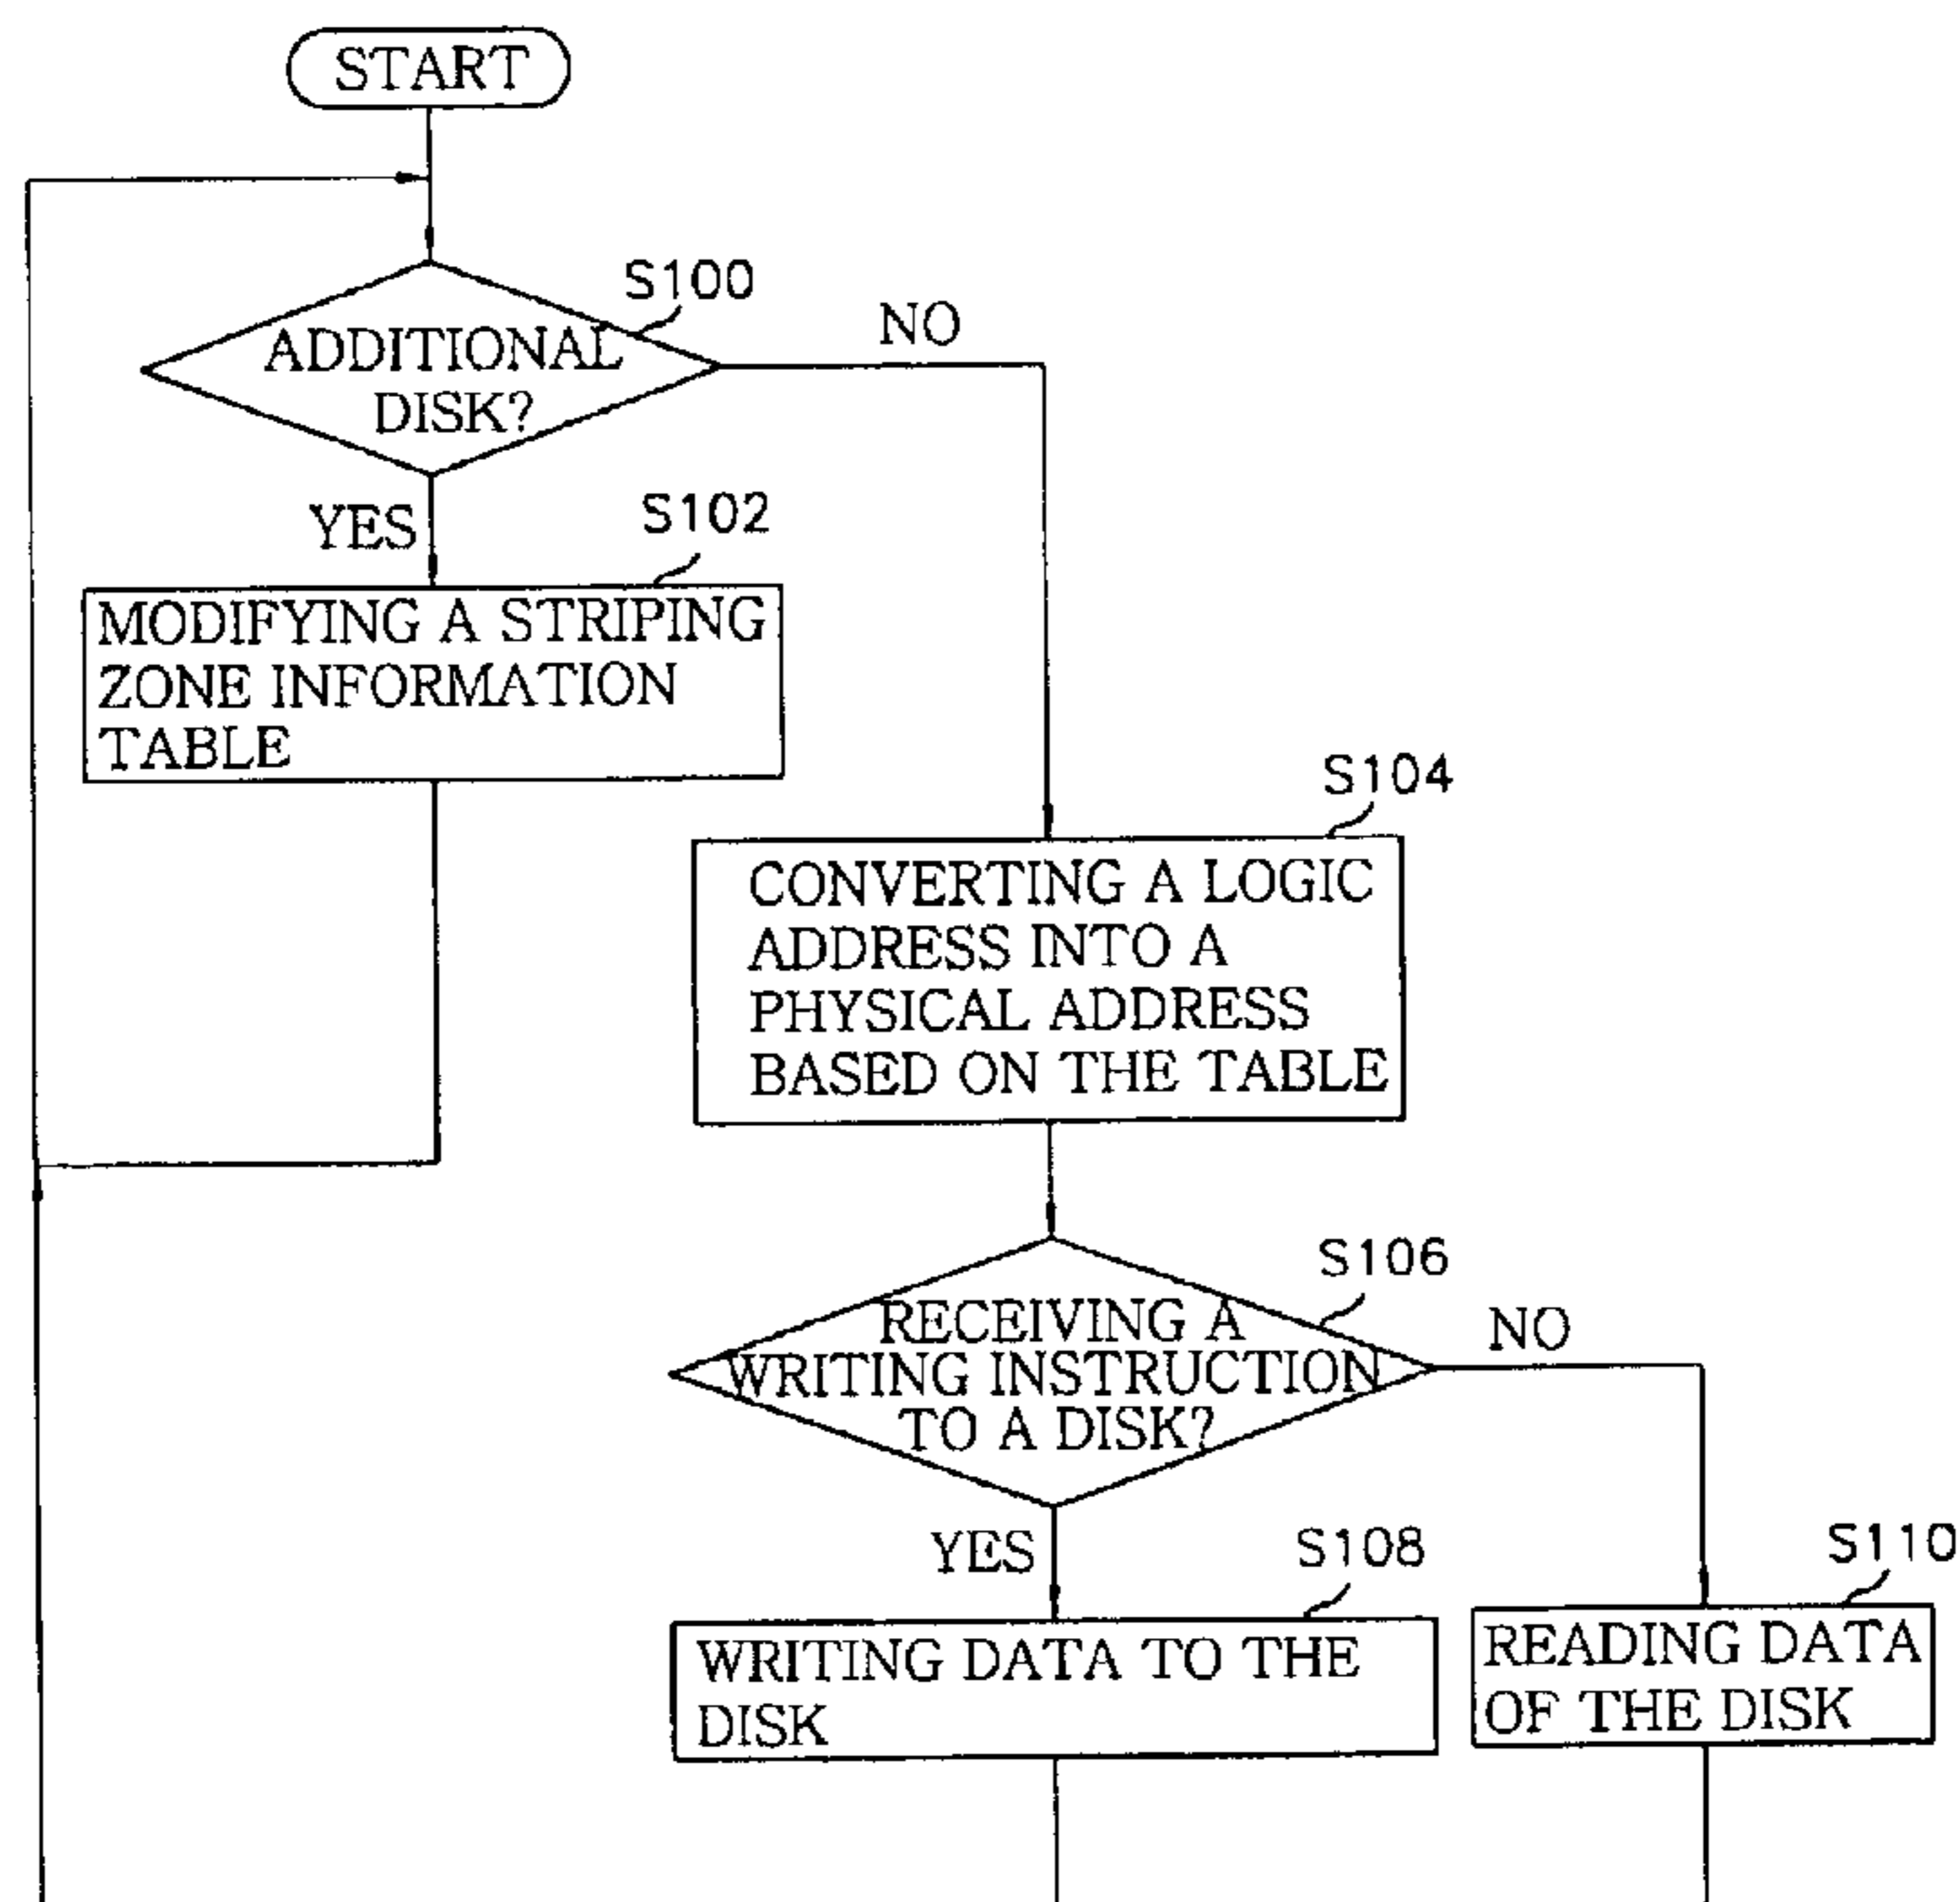 START
S100
ADDITIONAL
DISK?
NO
YES
S102
MODIFYING A STRIPING
ZONE INFORMATION
TABLE
S104
CONVERTING A LOGIC
ADDRESS INTO A
PHYSICAL ADDRESS
BASED ON THE TABLE
S106
RECEIVING A
WRITING INSTRUCTION
TO A DISK?
NO
YES
S108
WRITING DATA TO THE
DISK
S110
READING DATA
OF THE DISK